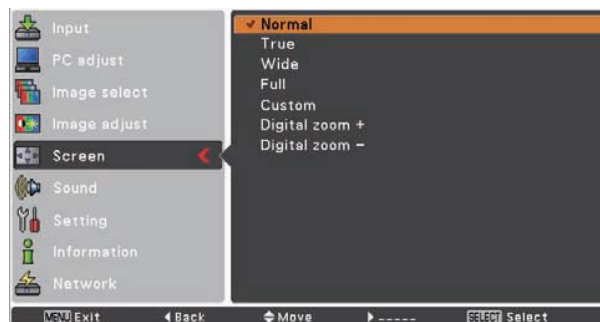 Input
PC adjust
Image select
Image adjust
Screen
Sound
Setting
Information
Network
Normal
True
Wide
Full
Custom
Digital zoom +
Digital zoom –
MENU Exit Back Move ----- SELECT Select